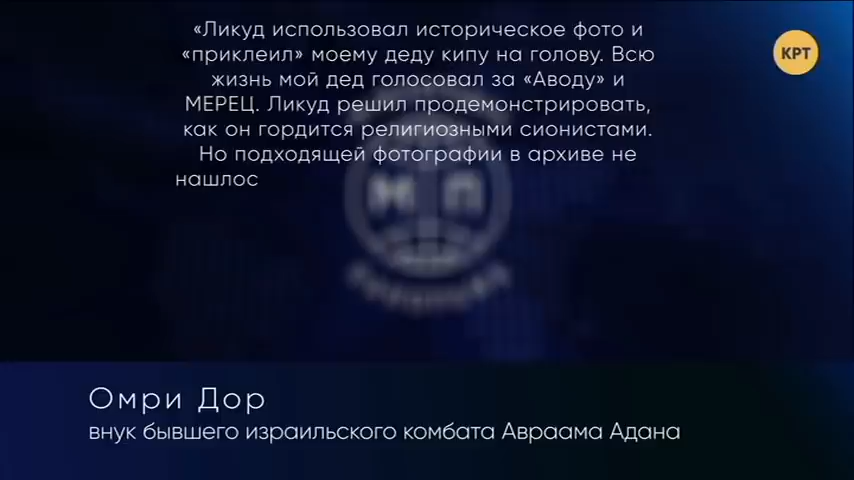 «Ликуд использовал историческое фото и
«приклеил» моему деду кипу на голову. Всю
жизнь мой дед голосовал за «Аводу» и
МЕРЕЦ. Ликуд решил продемонстрировать,
как он гордится религиозными сионистами.
Но подходящей фотографии в архиве не
нашлос
КРТ
Н П
Омри Дор
внук бывшего израильского комбата Авраама Адана